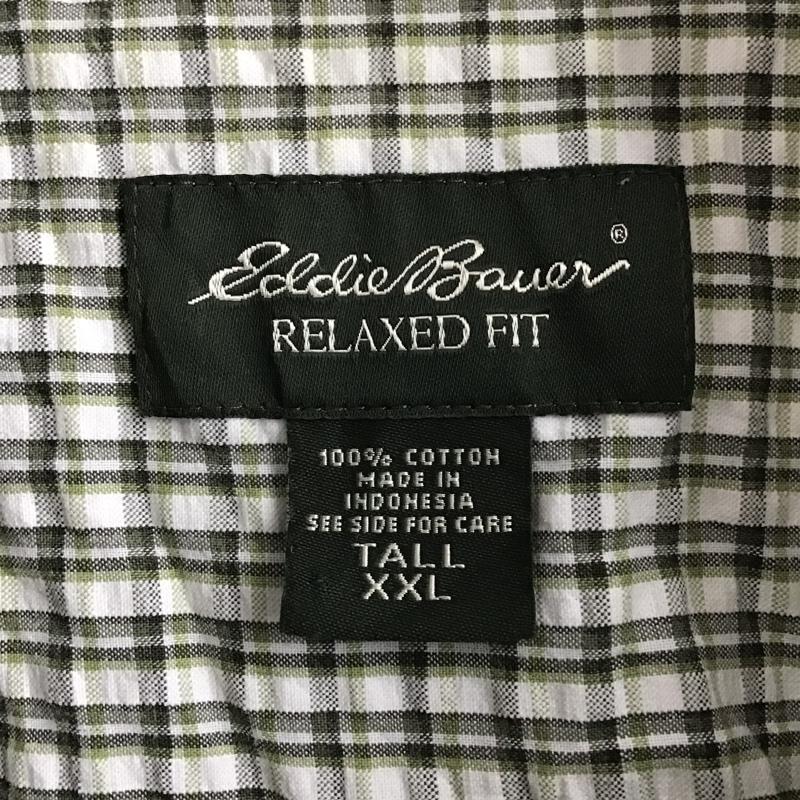 Eddie Bauer ®
RELAXED FIT
100% COTTON
MADE IN
INDONESIA
SEE SIDE FOR CARE
TALL
XXL